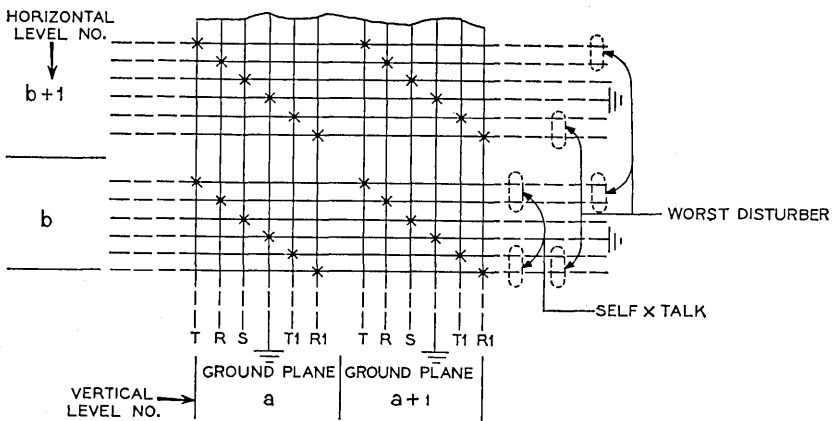 HORIZONTAL
LEVEL NO.
b+1
b
WORST DISTURBER
SELF X TALK
T R S T1 R1 T R S T1 R1
GROUND PLANE GROUND PLANE
a a+1
VERTICAL
LEVEL NO.